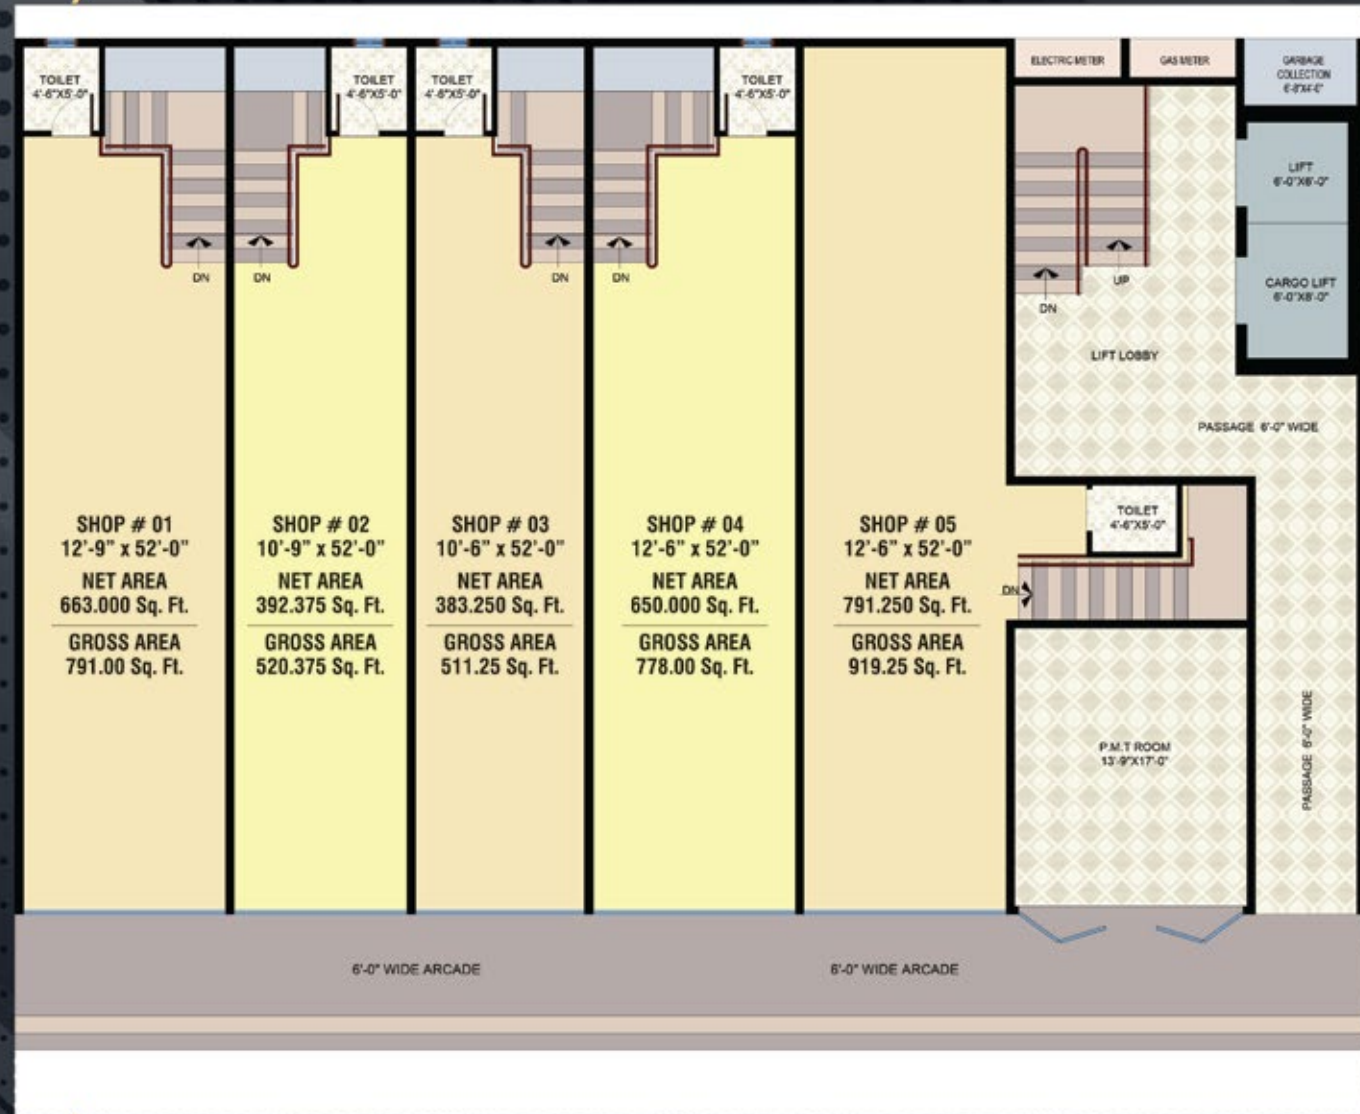 TOILET
4'-6"X5'-0"
TOILET
4'-6"X5'-0"
TOILET
4'-6"X5'-0"
TOILET
4'-6"X5'-0"
ELECTRIC METER
GAS METER
GARBAGE
COLLECTION
LIFT
6'-0"X6'-0"
CARGO LIFT
6'-0"X8'-0"
DN
DN
DN
DN
UP
DN
LIFT LOBBY
PASSAGE 6'-0" WIDE
SHOP # 01
12'-9" x 52'-0"
NET AREA
663.000 Sq. Ft.
GROSS AREA
791.00 Sq. Ft.
SHOP # 02
10'-9" x 52'-0"
NET AREA
392.375 Sq. Ft.
GROSS AREA
520.375 Sq. Ft.
SHOP # 03
10'-6" x 52'-0"
NET AREA
383.250 Sq. Ft.
GROSS AREA
511.25 Sq. Ft.
SHOP # 04
12'-6" x 52'-0"
NET AREA
650.000 Sq. Ft.
GROSS AREA
778.00 Sq. Ft.
SHOP # 05
12'-6" x 52'-0"
NET AREA
791.250 Sq. Ft.
GROSS AREA
919.25 Sq. Ft.
TOILET
4'-6"X5'-0"
DN
P.M.T ROOM
13'-9"X17'-0"
PASSAGE 6'-0" WIDE
6'-0" WIDE ARCADE
6'-0" WIDE ARCADE